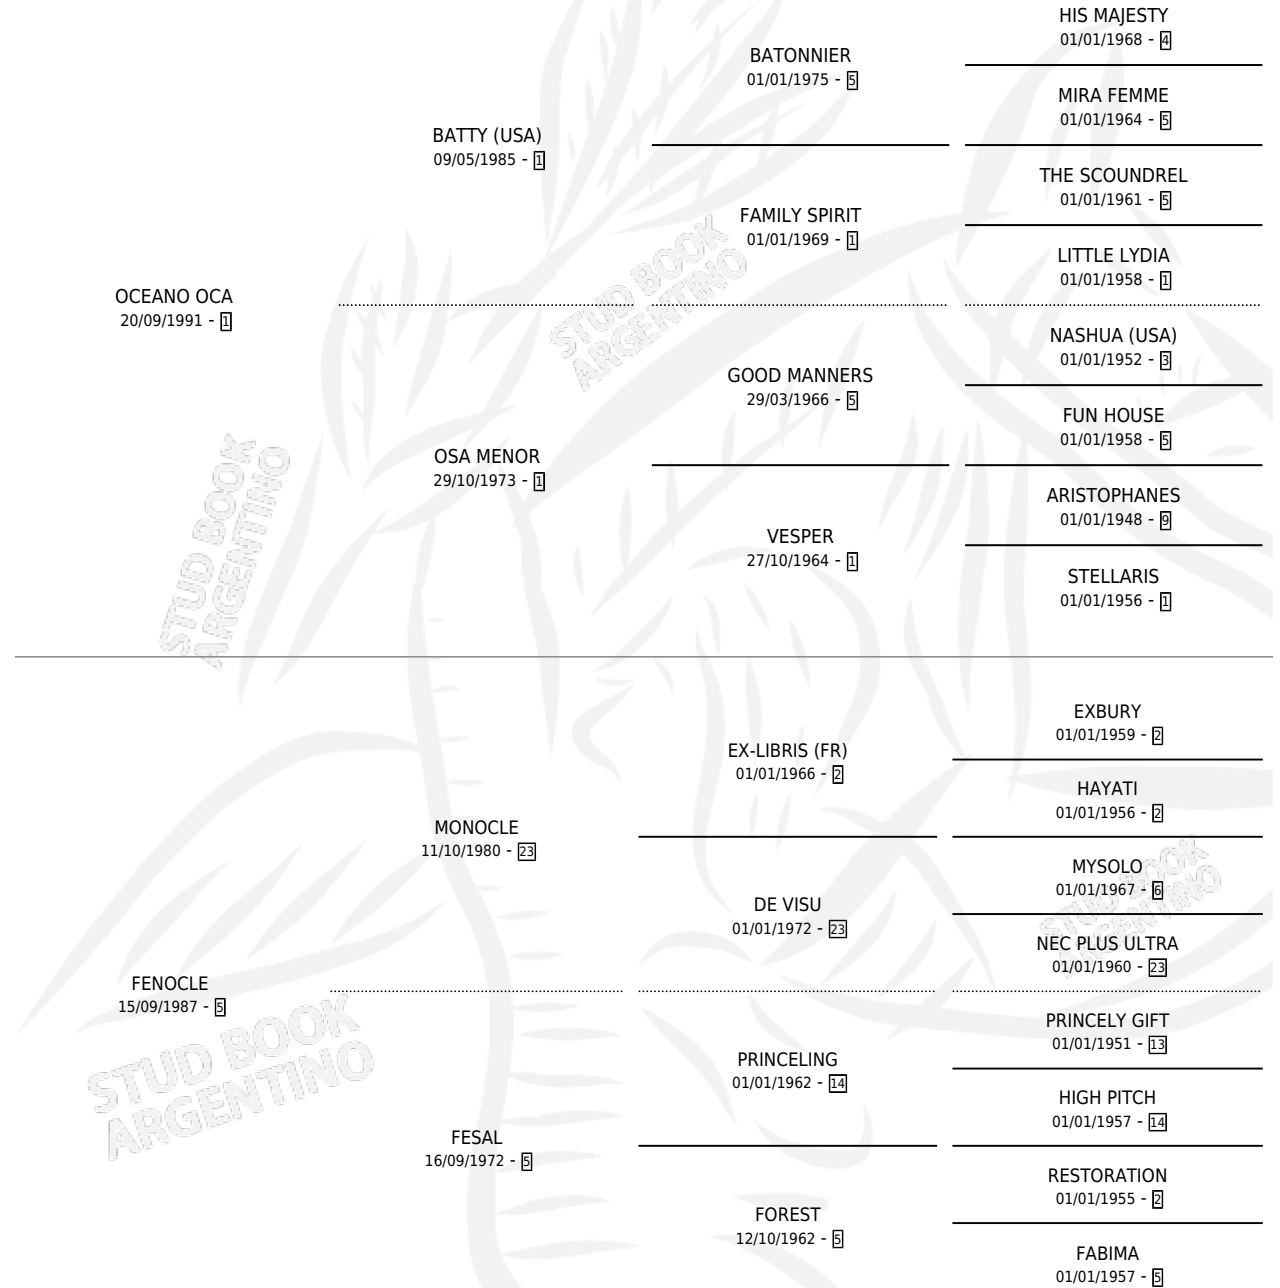 HIS MAJESTY
01/01/1968 - 4
BATONNIER
01/01/1975 - 5
MIRA FEMME
01/01/1964 - 5
BATTY (USA)
09/05/1985 - 1
THE SCOUNDREL
01/01/1961 - 5
FAMILY SPIRIT
01/01/1969 - 1
LITTLE LYDIA
01/01/1958 - 1
OCEANO OCA
20/09/1991 - 1
NASHUA (USA)
01/01/1952 - 3
GOOD MANNERS
29/03/1966 - 5
FUN HOUSE
01/01/1958 - 5
OSA MENOR
29/10/1973 - 1
ARISTOPHANES
01/01/1948 - 9
VESPER
27/10/1964 - 1
STELLARIS
01/01/1956 - 1
EXBURY
01/01/1959 - 2
EX-LIBRIS (FR)
01/01/1966 - 2
HAYATI
01/01/1956 - 2
MONOCLE
11/10/1980 - 23
MYSOLO
01/01/1967 - 6
DE VISU
01/01/1972 - 23
NEC PLUS ULTRA
01/01/1960 - 23
FENOCLE
15/09/1987 - 5
PRINCELY GIFT
01/01/1951 - 13
PRINCELING
01/01/1962 - 14
HIGH PITCH
01/01/1957 - 14
FESAL
16/09/1972 - 5
RESTORATION
01/01/1955 - 2
FOREST
12/10/1962 - 5
FABIMA
01/01/1957 - 5
STUD BOOK
ARGENTINO
STUD BOOK
ARGENTINO
STUD BOOK
ARGENTINO
STUD BOOK
ARGENTINO